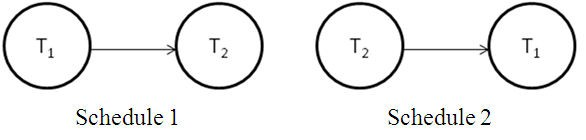 T₁ T₂ T₂ T₁
Schedule 1 Schedule 2